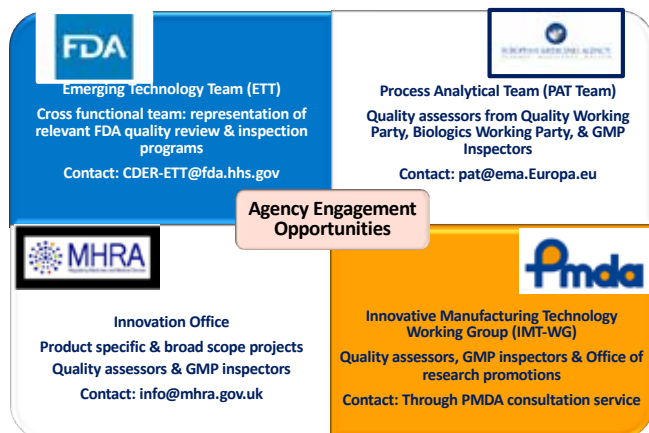 FDA
Emerging Technology Team (ETT)
Cross functional team: representation of
relevant FDA quality review & inspection
programs
Contact: CDER-ETT@fda.hhs.gov
EUROPEAN MEDICINES AGENCY
Process Analytical Team (PAT Team)
Quality assessors from Quality Working
Party, Biologics Working Party, & GMP
Inspectors
Contact: pat@ema.Europa.eu
Agency Engagement
Opportunities
MHRA
Innovation Office
Product specific & broad scope projects
Quality assessors & GMP inspectors
Contact: info@mhra.gov.uk
Pmda
Innovative Manufacturing Technology
Working Group (IMT-WG)
Quality assessors, GMP inspectors & Office of
research promotions
Contact: Through PMDA consultation service